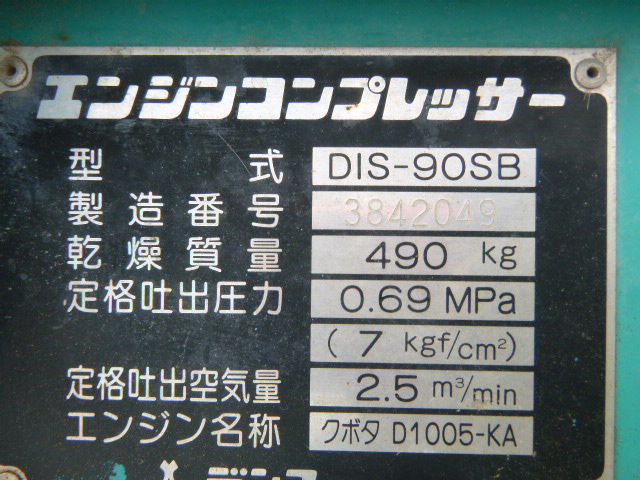 エンジンコンプレッサー
型式 DIS-90SB
製造番号 3842049
乾燥質量 490 kg
定格吐出圧力 0.69 MPa
(7 kgf/cm²)
定格吐出空気量 2.5 m³/min
エンジン名称 クボタ D1005-KA